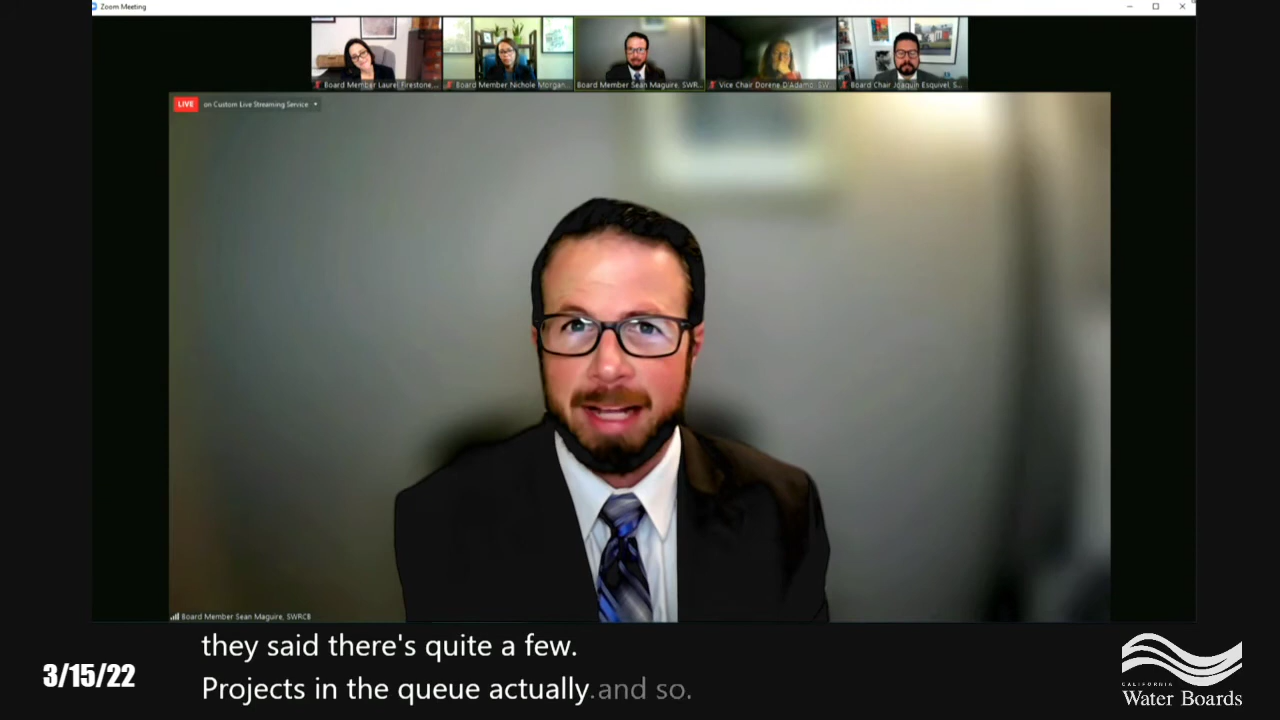 Zoom Meeting
Board Member Laurel Firestone...
Board Member Nichole Morgan...
Board Member Sean Maguire, SWR...
Vice Chair Dorene D'Adamo, SW...
Board Chair Joaquin Esquivel, S...
LIVE on Custom Live Streaming Service
Board Member Sean Maguire, SWRCB
they said there's quite a few.
Projects in the queue actually.and so.
3/15/22
CALIFORNIA
Water Boards